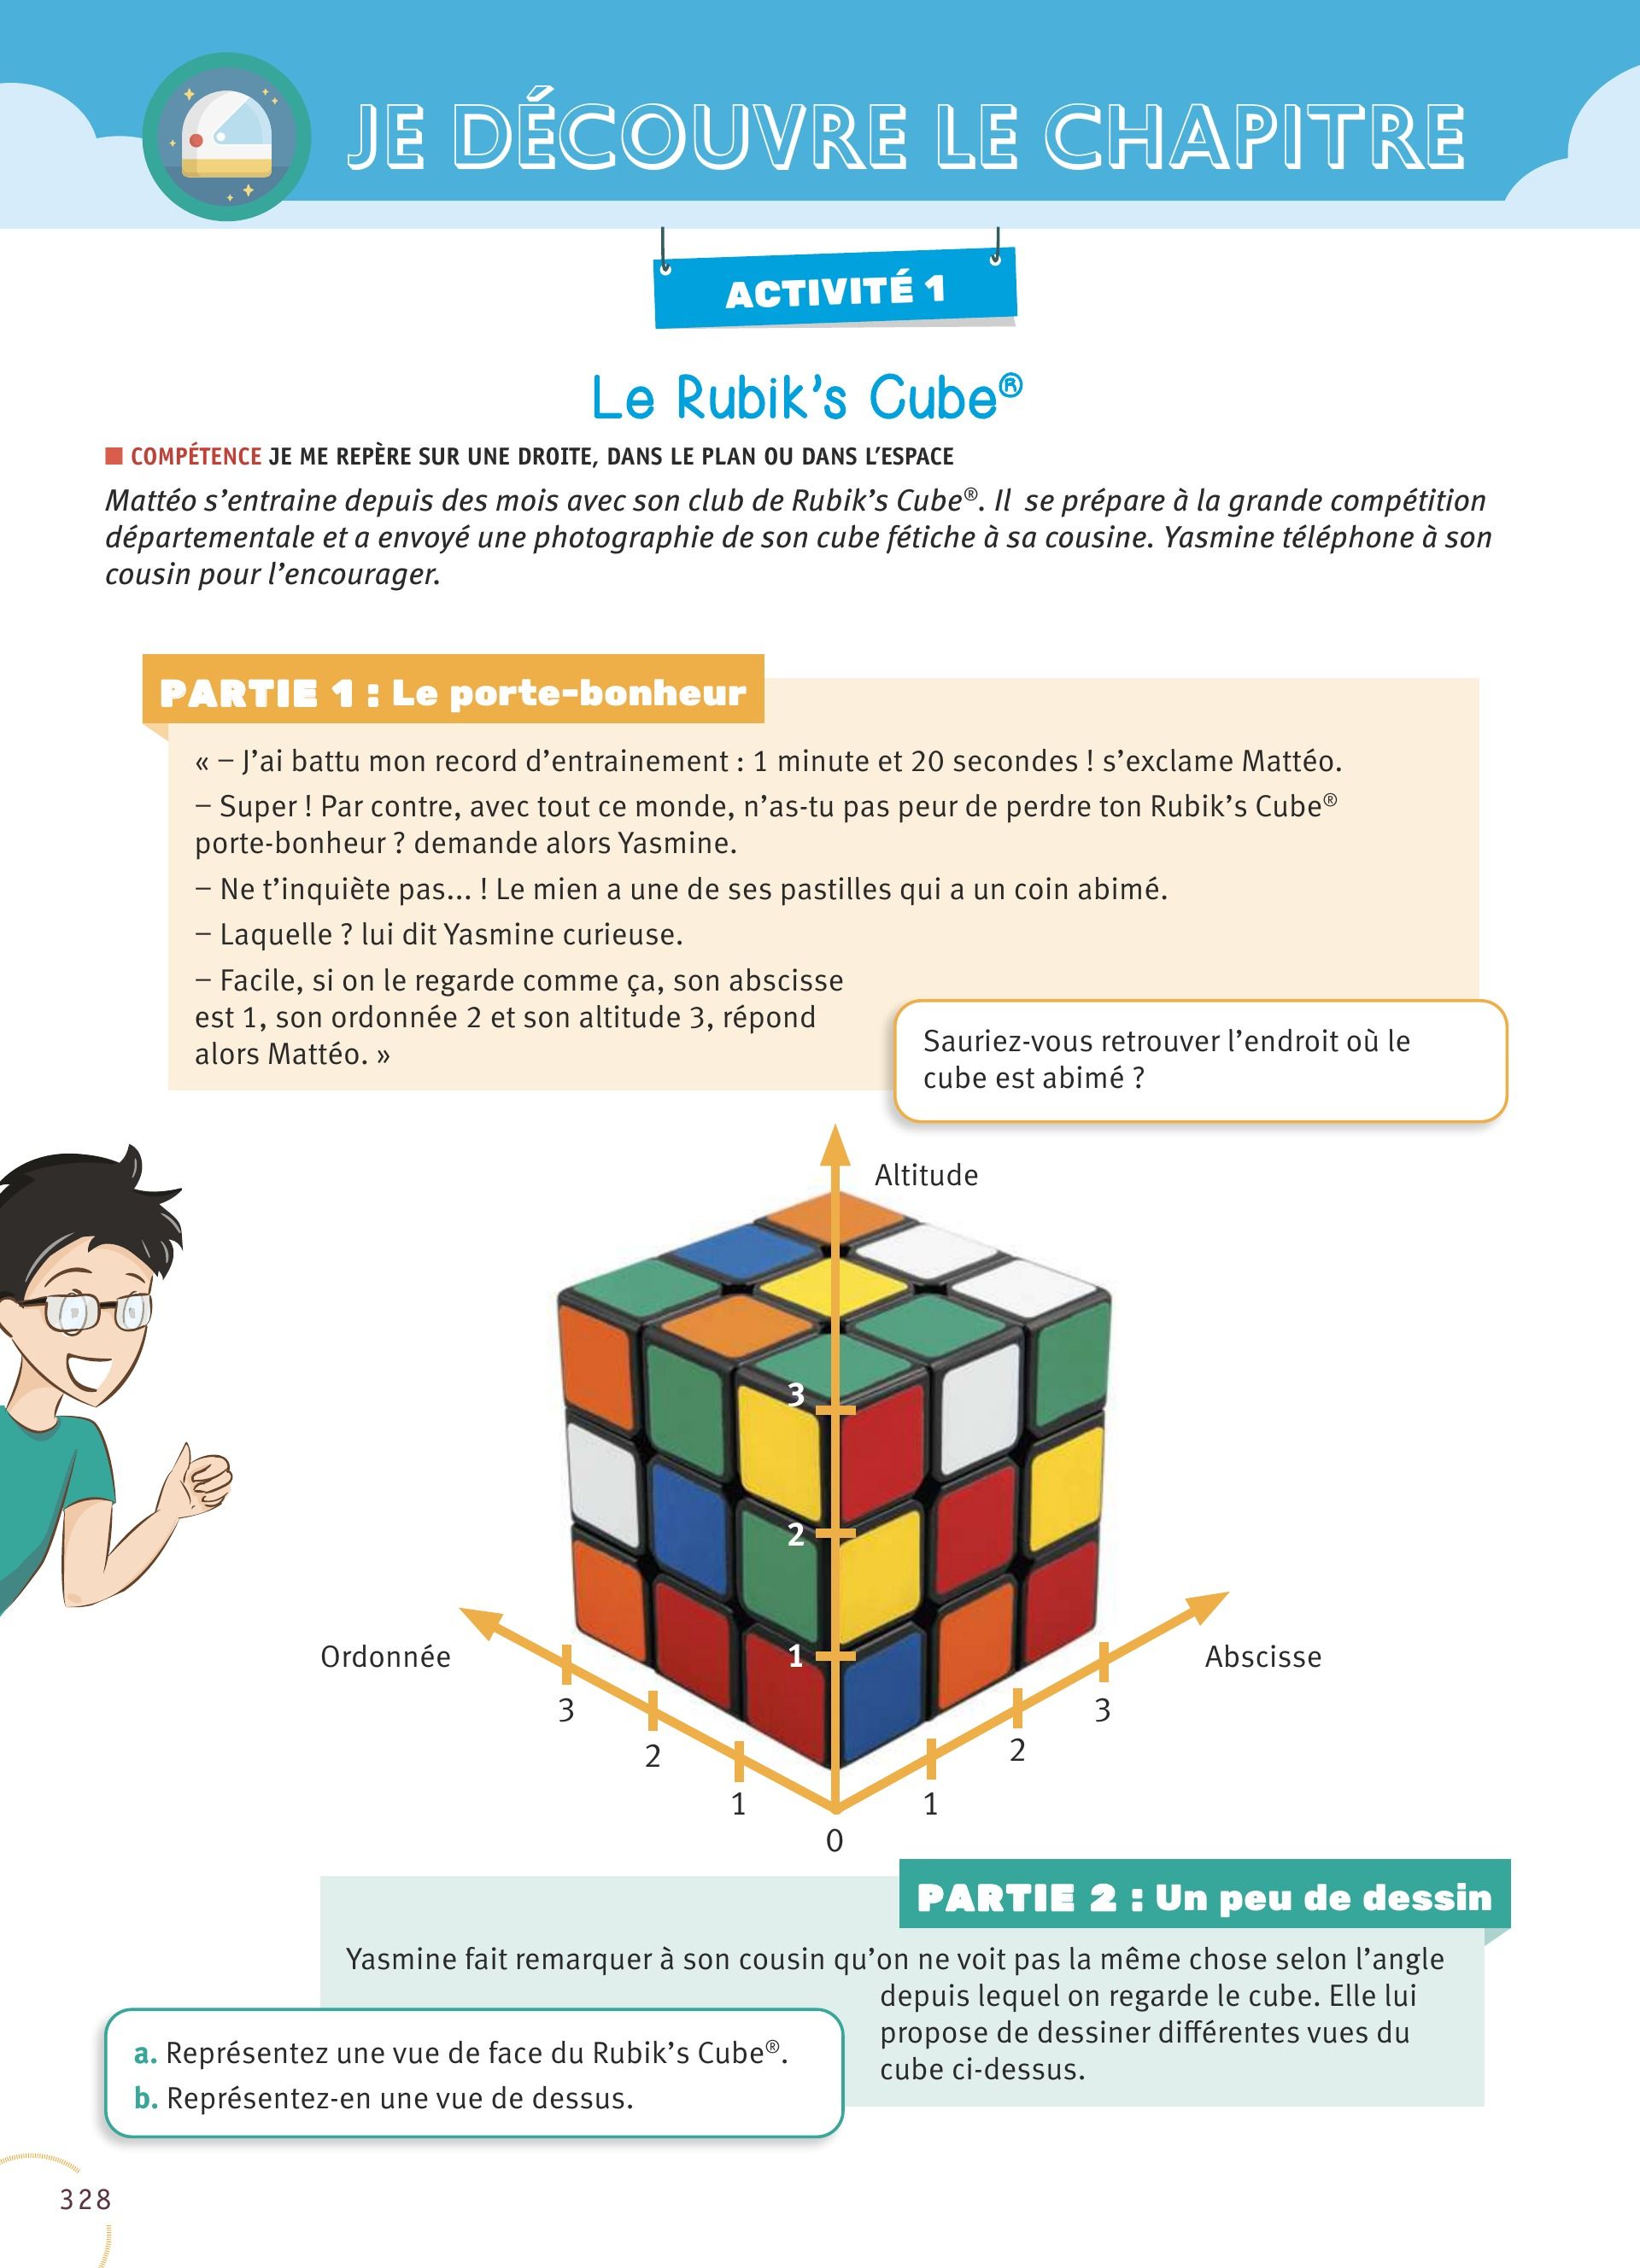 JE DÉCOUVRE LE CHAPITRE
ACTIVITÉ 1
Le Rubik’s Cube®
COMPÉTENCE JE ME REPÈRE SUR UNE DROITE, DANS LE PLAN OU DANS L’ESPACE
Mattéo s’entraine depuis des mois avec son club de Rubik’s Cube®. Il se prépare à la grande compétition
départementale et a envoyé une photographie de son cube fétiche à sa cousine. Yasmine téléphone à son
cousin pour l’encourager.
PARTIE 1 : Le porte-bonheur
« – J’ai battu mon record d’entrainement : 1 minute et 20 secondes ! s’exclame Mattéo.
– Super ! Par contre, avec tout ce monde, n’as-tu pas peur de perdre ton Rubik’s Cube®
porte-bonheur ? demande alors Yasmine.
– Ne t’inquiète pas... ! Le mien a une de ses pastilles qui a un coin abimé.
– Laquelle ? lui dit Yasmine curieuse.
– Facile, si on le regarde comme ça, son abscisse
est 1, son ordonnée 2 et son altitude 3, répond
alors Mattéo. »
Sauriez-vous retrouver l’endroit où le
cube est abimé ?
Altitude
3
2
1
Ordonnée
Abscisse
3
2
1
0
1
2
3
PARTIE 2 : Un peu de dessin
Yasmine fait remarquer à son cousin qu’on ne voit pas la même chose selon l’angle
depuis lequel on regarde le cube. Elle lui
propose de dessiner différentes vues du
cube ci-dessus.
a. Représentez une vue de face du Rubik’s Cube®.
b. Représentez-en une vue de dessus.
328